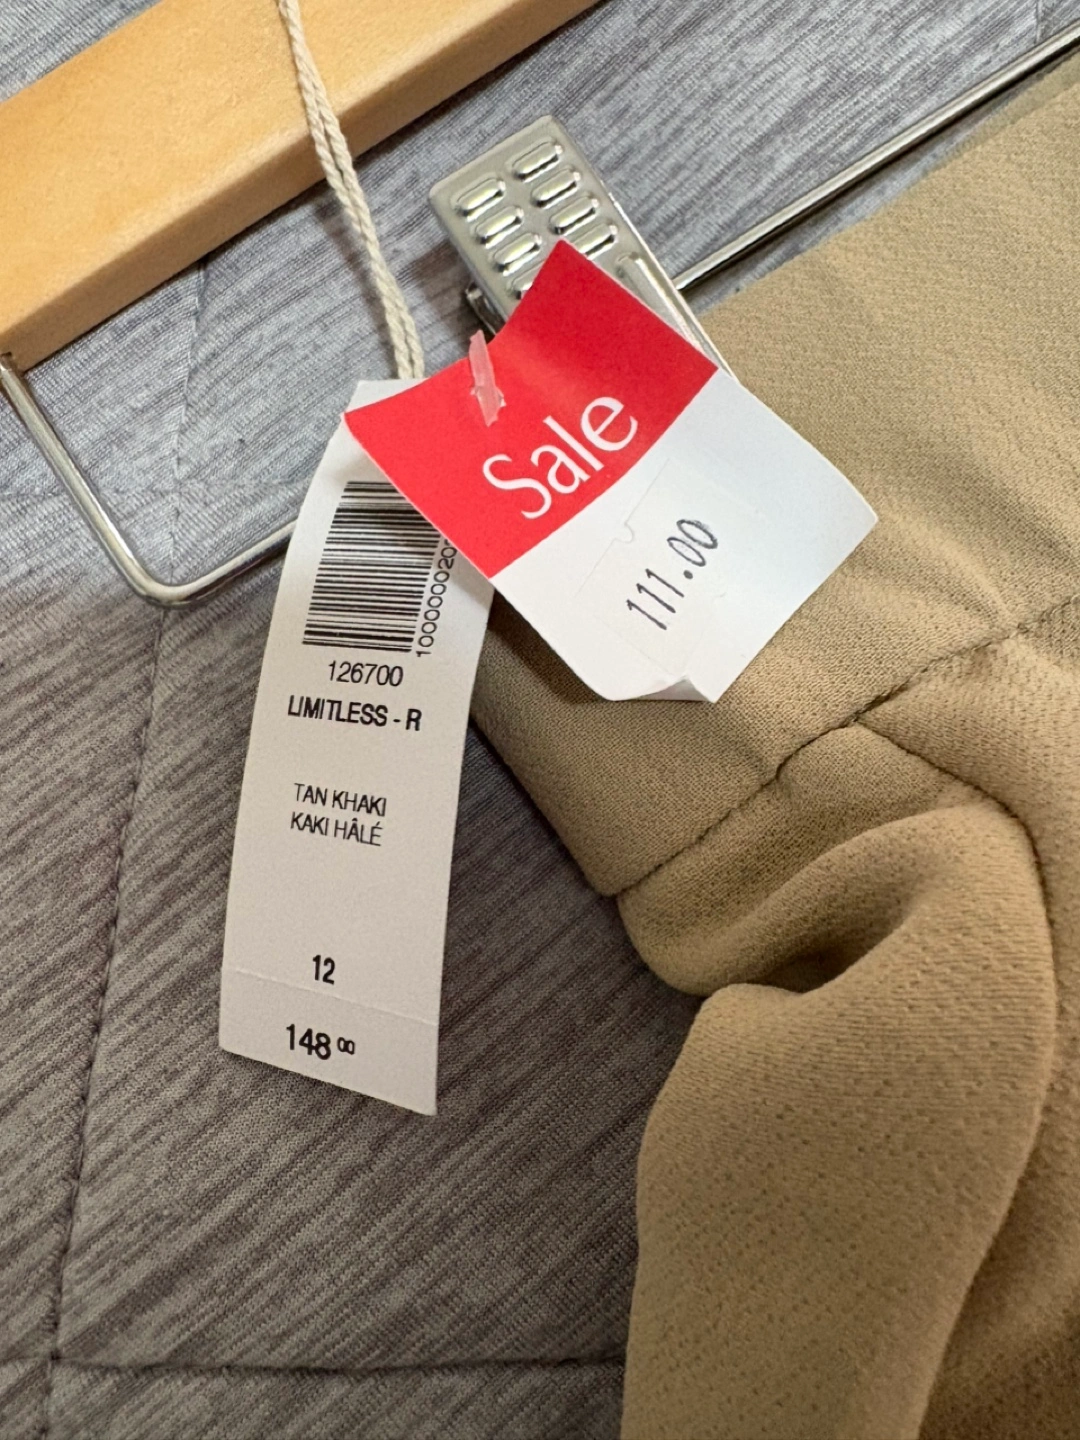 Sale
111.00
126700
LIMITLESS - R
TAN KHAKI
KAKI HÂLÉ
12
148 00